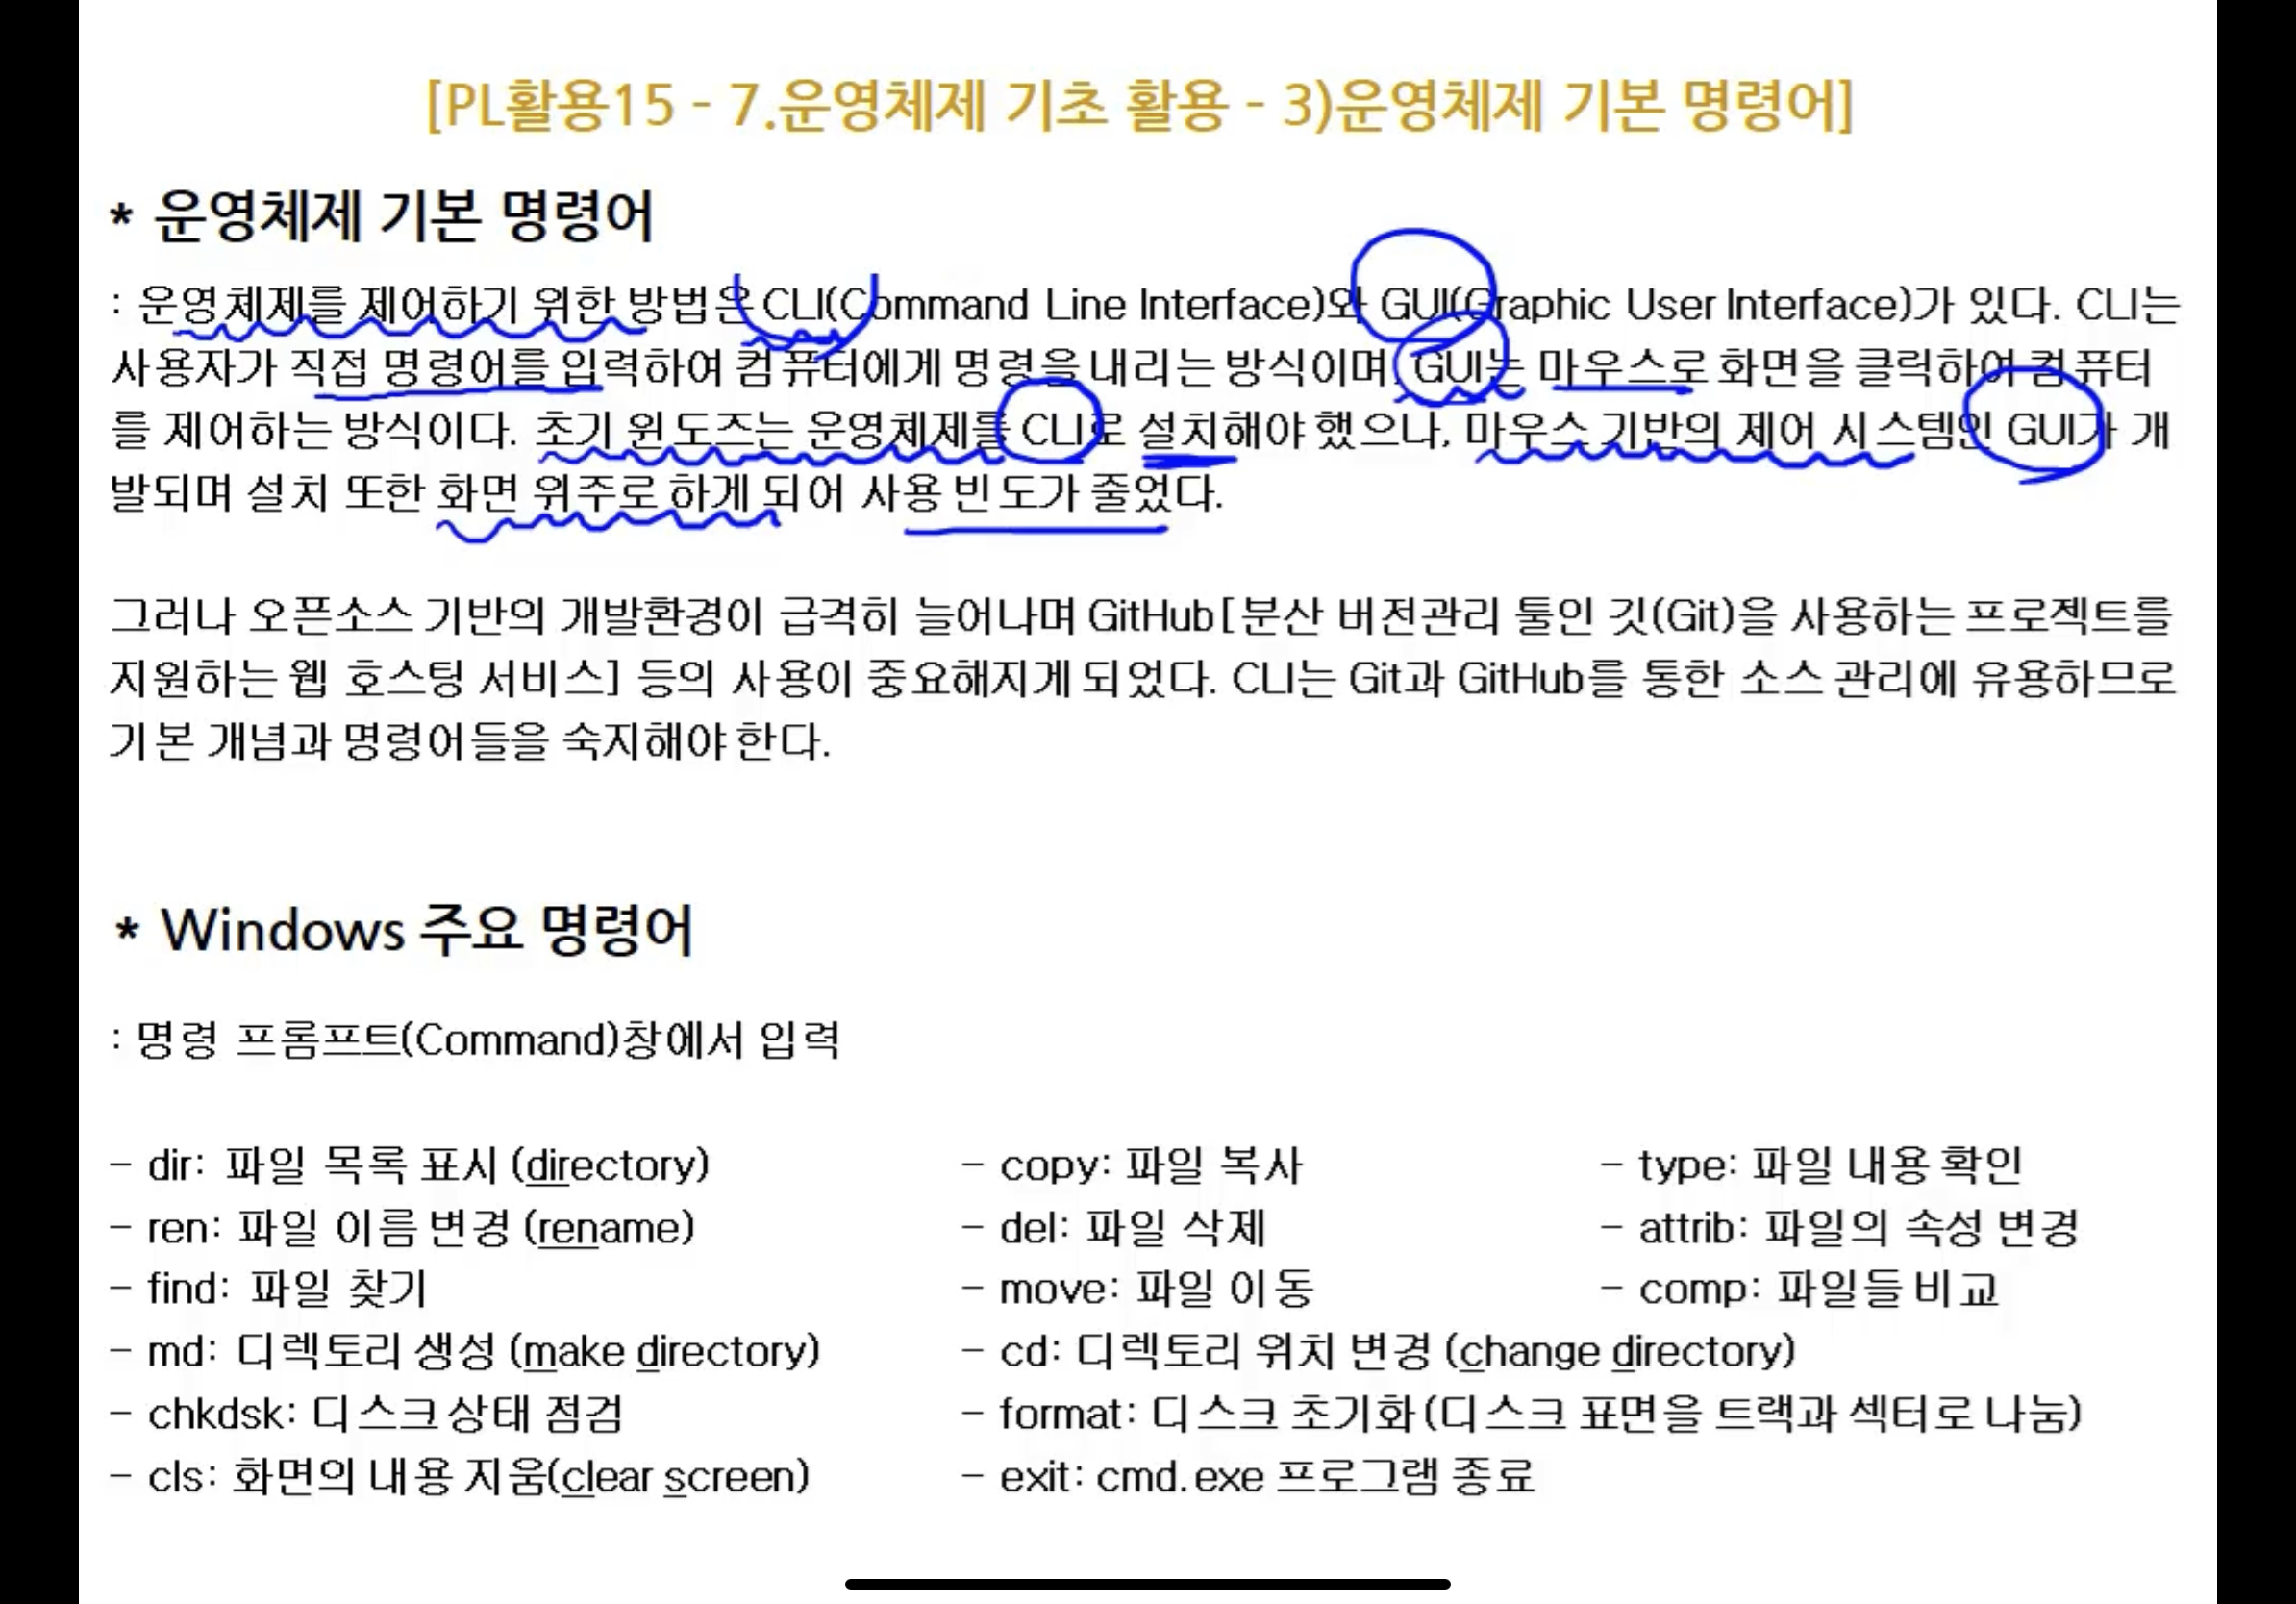 [PL활용15 - 7.운영체제 기초 활용 - 3)운영체제 기본 명령어]
* 운영체제 기본 명령어
: 운영체제를 제어하기 위한 방법은 CLI(Command Line Interface)와 GUI(Graphic User Interface)가 있다. CLI는
사용자가 직접 명령어를 입력하여 컴퓨터에게 명령을 내리는 방식이며, GUI는 마우스로 화면을 클릭하여 컴퓨터
를 제어하는 방식이다. 초기 윈도즈는 운영체제를 CLI로 설치해야 했으나, 마우스 기반의 제어 시스템인 GUI가 개
발되며 설치 또한 화면 위주로 하게 되어 사용 빈도가 줄었다.
그러나 오픈소스 기반의 개발환경이 급격히 늘어나며 GitHub[분산 버전관리 툴인 깃(Git)을 사용하는 프로젝트를
지원하는 웹 호스팅 서비스] 등의 사용이 중요해지게 되었다. CLI는 Git과 GitHub를 통한 소스 관리에 유용하므로
기본 개념과 명령어들을 숙지해야 한다.
* Windows 주요 명령어
: 명령 프롬프트(Command)창에서 입력
- dir: 파일 목록 표시 (directory) - copy: 파일 복사 - type: 파일 내용 확인
- ren: 파일 이름 변경 (rename) - del: 파일 삭제 - attrib: 파일의 속성 변경
- find: 파일 찾기 - move: 파일 이동 - comp: 파일들 비교
- md: 디렉토리 생성 (make directory) - cd: 디렉토리 위치 변경 (change directory)
- chkdsk: 디스크 상태 점검 - format: 디스크 초기화 (디스크 표면을 트랙과 섹터로 나눔)
- cls: 화면의 내용 지움(clear screen) - exit: cmd.exe 프로그램 종료